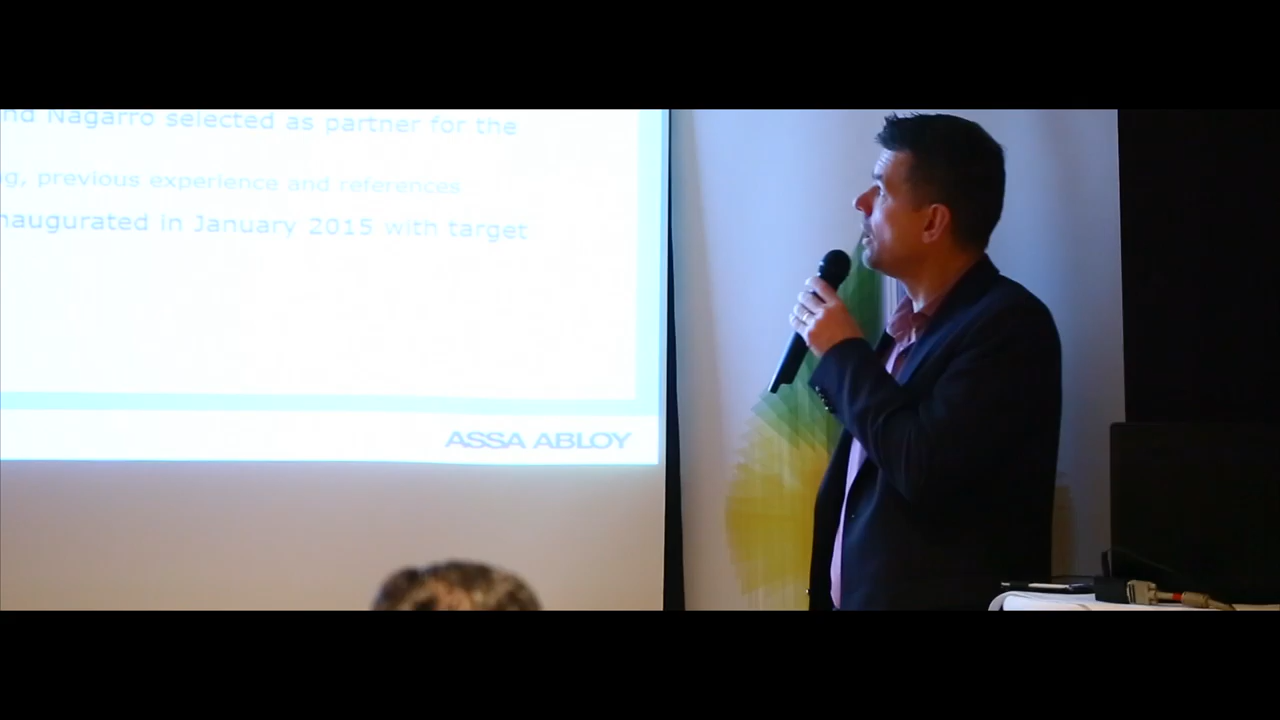 nd Nagarro selected as partner for the
g, previous experience and references
naugurated in January 2015 with target
ASSA ABLOY